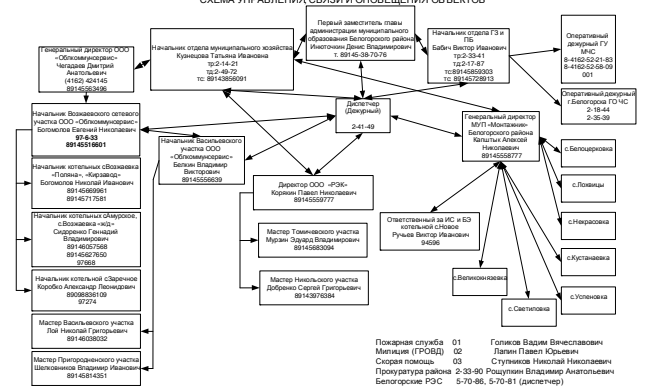 СХЕМА УПРАВЛЕНИЯ, СВЯЗИ И ОПОВЕЩЕНИЯ ОБЪЕКТОВ
Первый заместитель главы
администрации муниципального
образования Белогорского района
Иноточкин Денис Владимирович
т. 89145-38-70-76
Начальник отдела ГЗ и
ПБ
Бабич Виктор Иванович
тр:2-33-41
тд:2-17-87
тс:89145859303
тс: 89145728913
Оперативный
дежурный ГУ
МЧС
8-4162-52-21-83
8-4162-52-58-09
001
Оперативный дежурный
г.Белогорска ГО ЧС
2-18-44
2-35-39
Начальник отдела муниципального хозяйства
Кузнецова Татьяна Ивановна
тр:2-14-21
тд:2-49-72
тс: 89143856091
Генеральный директор ООО
«Облкоммунсервис»
Чегадаев Дмитрий
Анатольевич
(4162) 424145
89145563496
Диспетчер
(Дежурный)
2-41-49
Начальник Возжаевского сетевого
участка ООО «Облкоммунсервис»
Богомолов Евгений Николаевич
97-6-33
89145516601
Начальник Васильевского
участка ООО
«Облкоммунсервис»
Белкин Владимир
Викторович
89145556639
Генеральный директор
МУП «Монтажник»
Белогорского района
Капштык Алексей
Николаевич
89145558777
с.Белоцерковка
с.Лохвицы
с.Некрасовка
с.Кустанаевка
с.Успеновка
с.Светиловка
с.Великокнязевка
Начальник котельных с.Возжаевка
«Поляна», «Кирзавод»
Богомолов Николай Иванович
89145669961
89145717581
Директор ООО «РЭК»
Корякин Павел Николаевич
89145559777
Ответственный за ИС и БЭ
котельной с.Новое
Ручьев Виктор Иванович
94596
Начальник котельных с.Амурское,
с.Возжаевка «ж/д»
Сидоренко Геннадий
Владимирович
89146057568
89145627650
97668
Мастер Томичевского участка
Мурзин Эдуард Владимирович
89145683094
Начальник котельной с.Заречное
Коробко Александр Леонидович
89098836109
97274
Мастер Никольского участка
Добренко Сергей Григорьевич
89143976384
Мастер Васильевского участка
Лой Николай Григорьевич
89146038032
Мастер Пригородненского участка
Шелковников Владимир Иванович
89145814351
Пожарная служба 01 Голиков Вадим Вячеславович
Милиция (ГРОВД) 02 Лапин Павел Юрьевич
Скорая помощь 03 Ступников Николай Николаевич
Прокуратура района 2-33-90 Рощупкин Владимир Анатольевич
Белогорские РЭС 5-70-86, 5-70-81 (диспетчер)